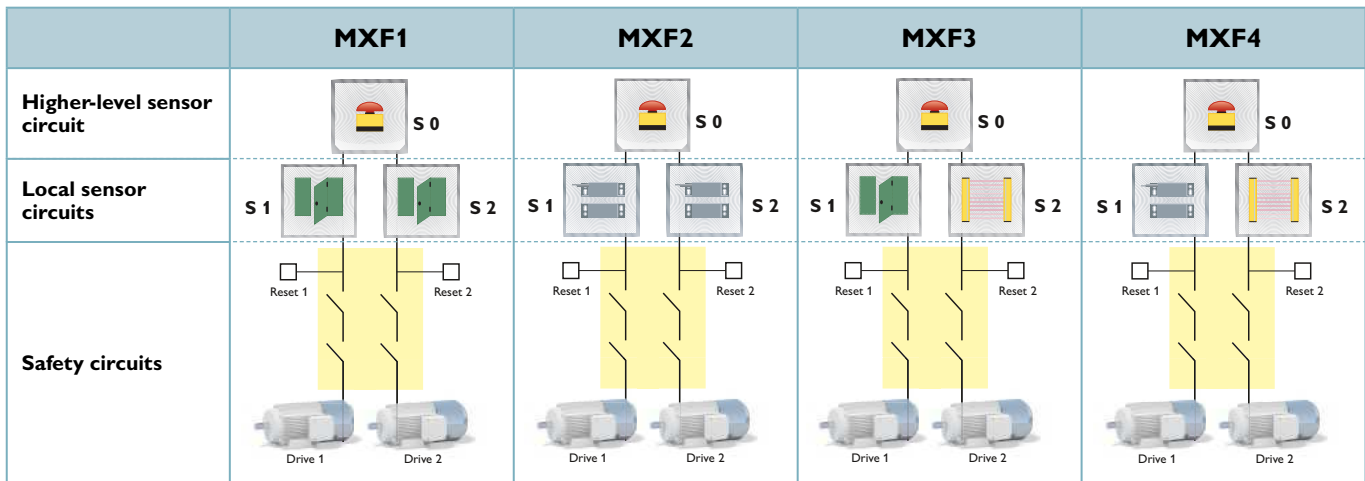 MXF1 MXF2 MXF3 MXF4
Higher-level sensor
circuit
S 0 S 0 S 0 S 0
Local sensor
circuits
S 1 S 2 S 1 S 2 S 1 S 2 S 1 S 2
Safety circuits
Reset 1 Reset 2 Reset 1 Reset 2 Reset 1 Reset 2 Reset 1 Reset 2
Drive 1 Drive 2 Drive 1 Drive 2 Drive 1 Drive 2 Drive 1 Drive 2